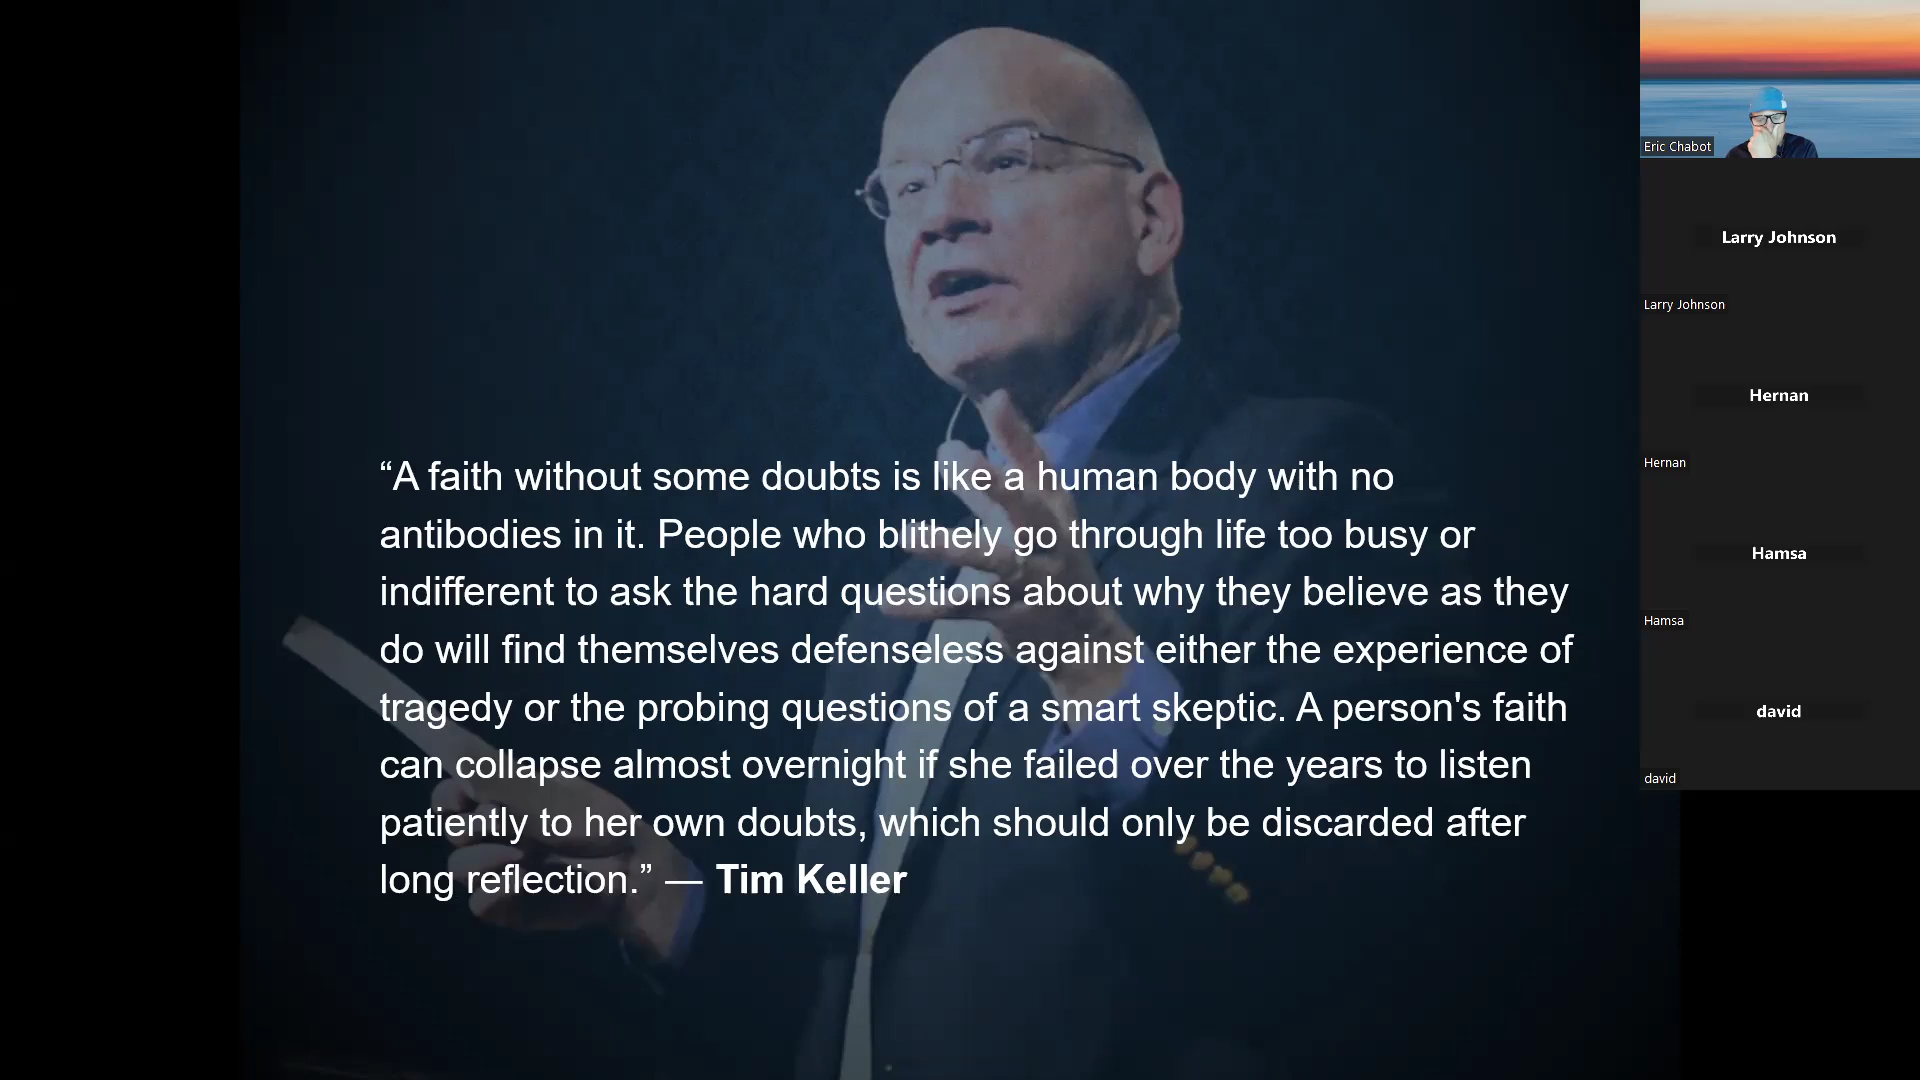 “A faith without some doubts is like a human body with no
antibodies in it. People who blithely go through life too busy or
indifferent to ask the hard questions about why they believe as they
do will find themselves defenseless against either the experience of
tragedy or the probing questions of a smart skeptic. A person's faith
can collapse almost overnight if she failed over the years to listen
patiently to her own doubts, which should only be discarded after
long reflection.” — Tim Keller
Eric Chabot
Larry Johnson
Larry Johnson
Hernan
Hernan
Hamsa
Hamsa
david
david